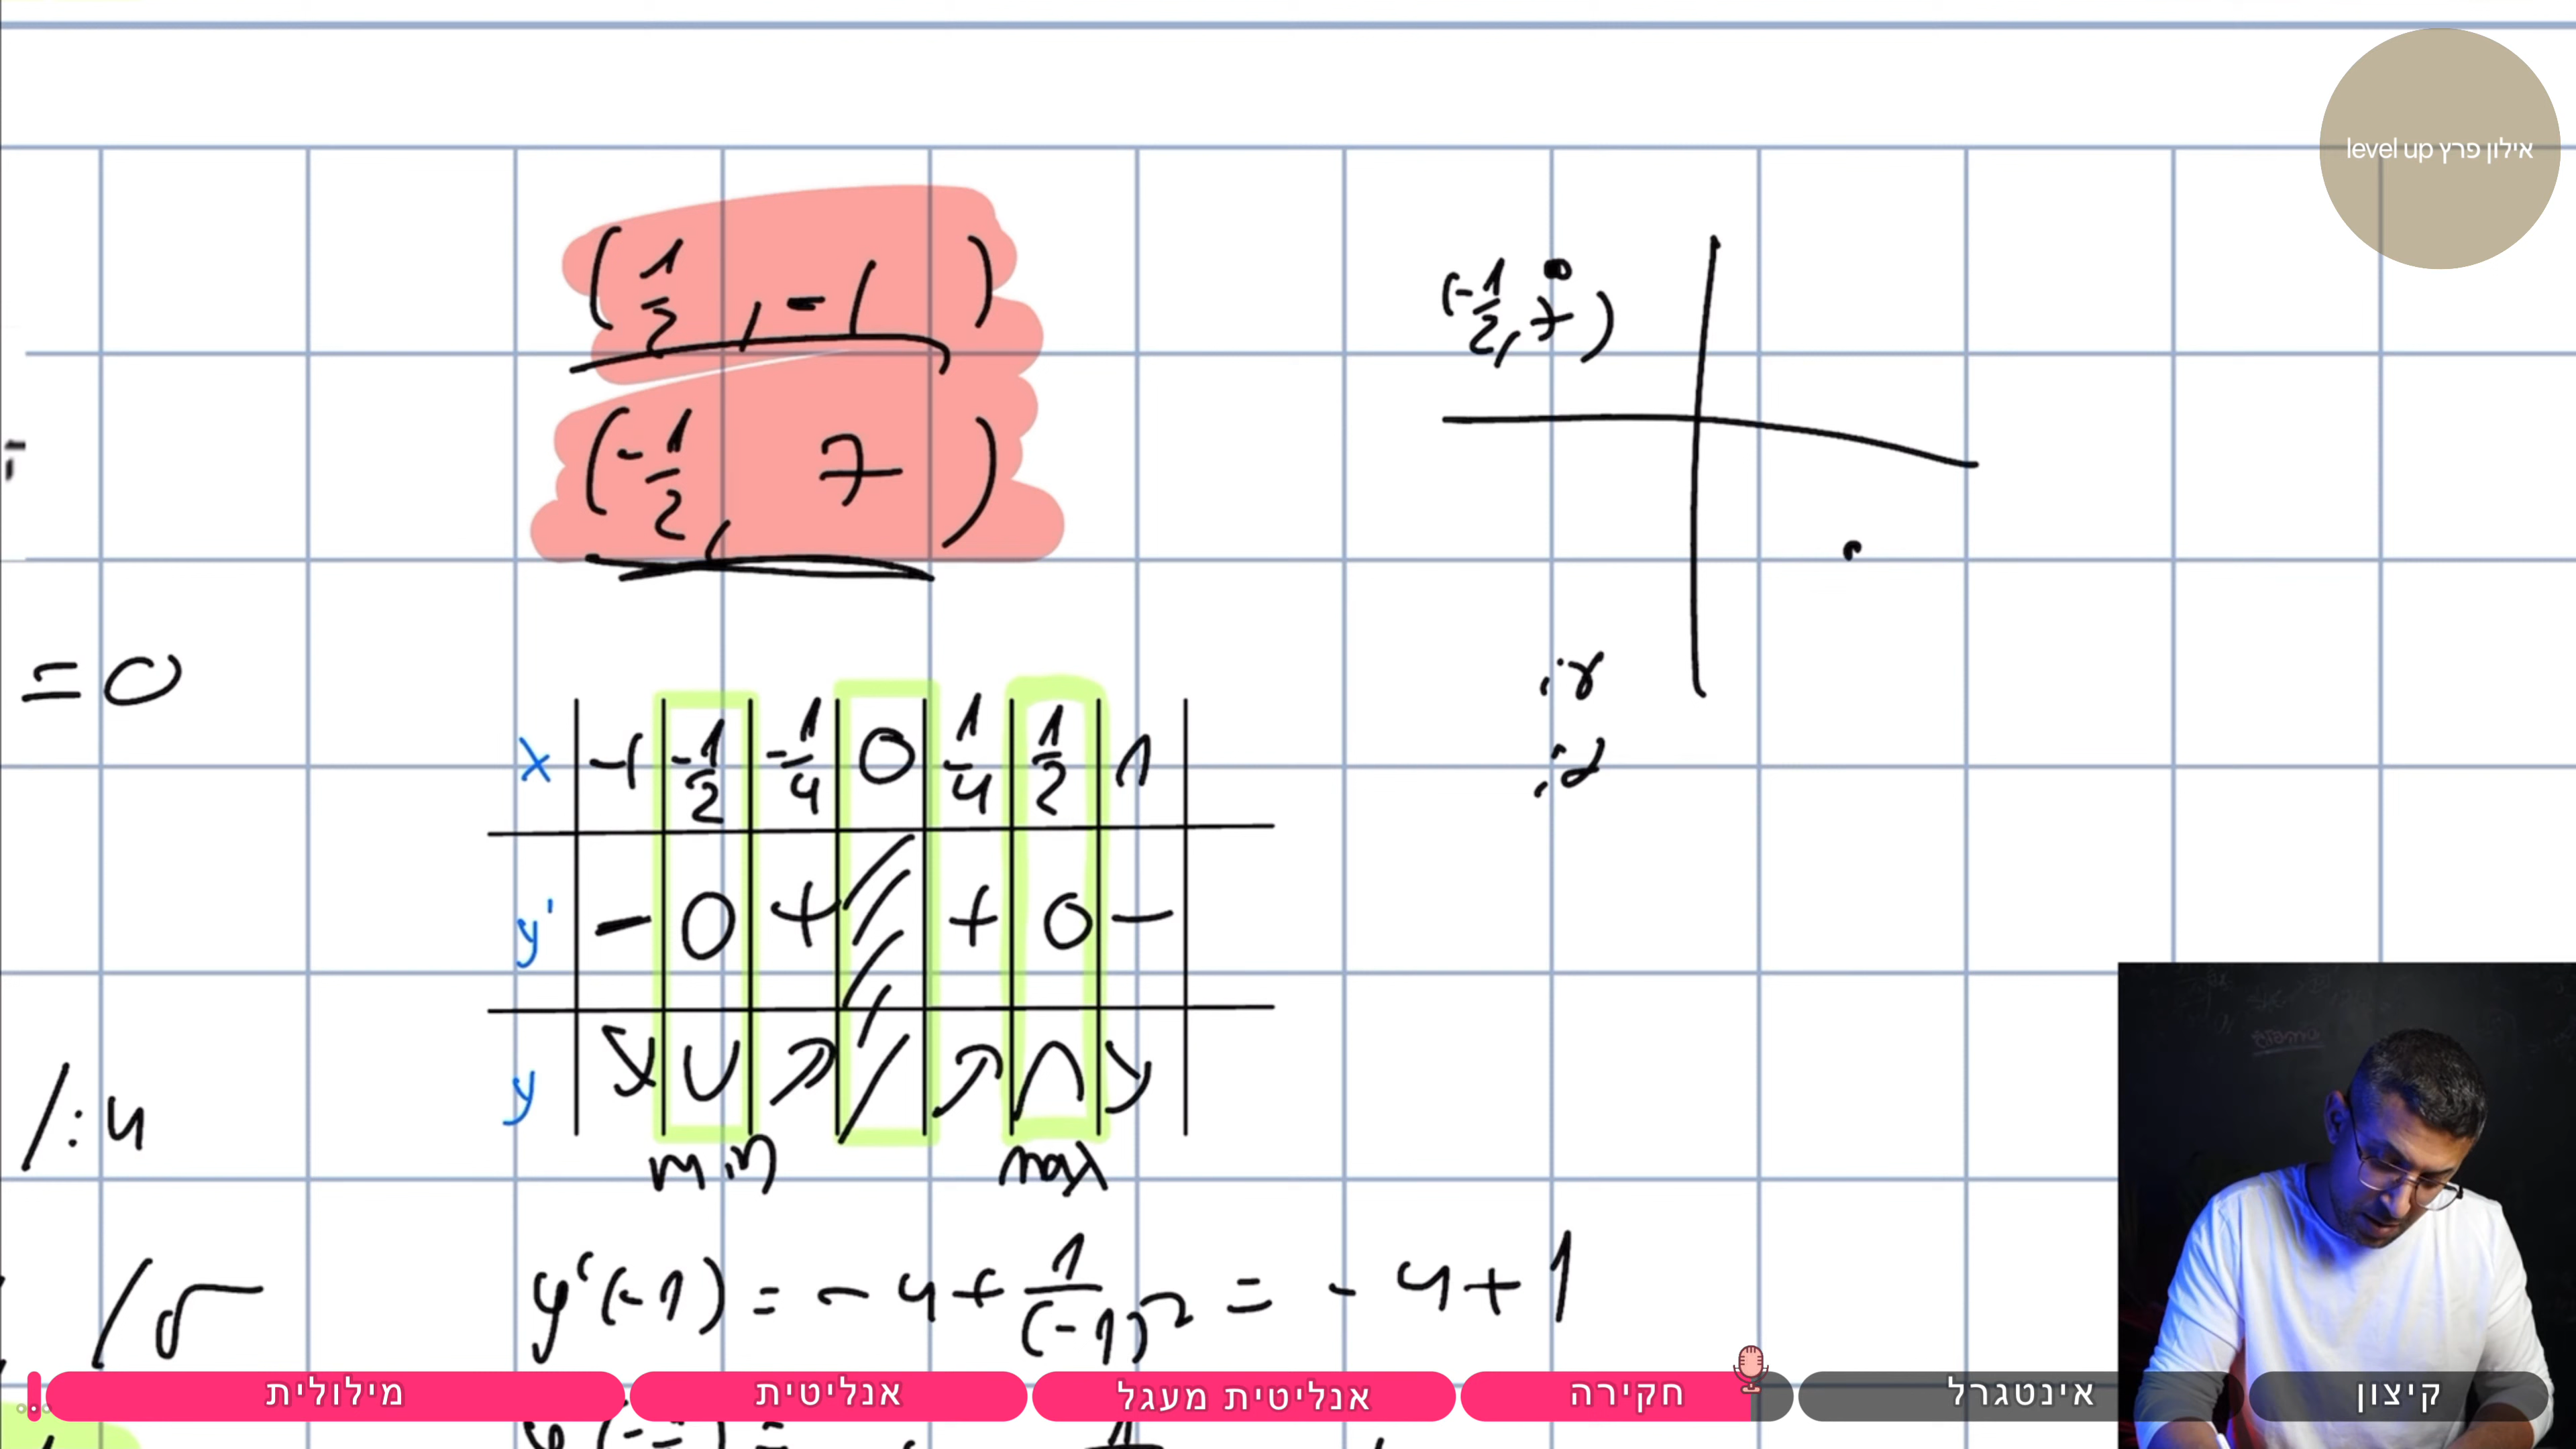 level up אילון פרץ
(1/2, -1)
(-1/2, 7)
(-1/2, 7)
=0
ג.
ד.
x | -1 | -1/2 | -1/4 | 0 | 1/4 | 1/2 | 1
y' | - | 0 | + | | + | 0 | -
y | ↘ | ∪ | ↗ | | ↗ | ∩ | ↘
min max
/:4
y'(-1) = -4+1/(-1)² = -4+1
/√
מילולית
אנליטית
אנליטית מעגל
חקירה
אינטגרל
קיצון